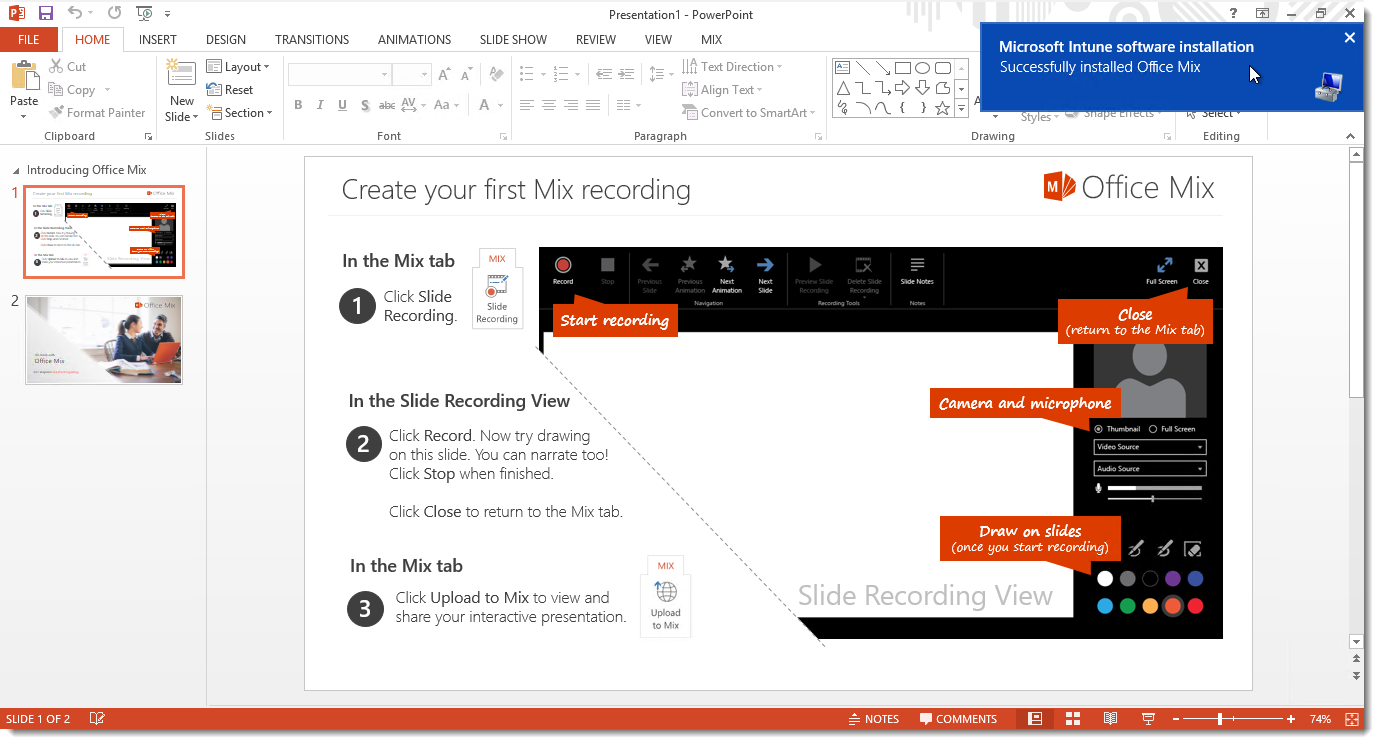 Presentation1 - PowerPoint
FILE
HOME
INSERT
DESIGN
TRANSITIONS
ANIMATIONS
SLIDE SHOW
REVIEW
VIEW
MIX
Microsoft Intune software installation
Successfully installed Office Mix
Paste
Cut
Copy
Format Painter
Clipboard
New
Slide
Layout
Reset
Section
Slides
B I U S abc AV Aa A
Font
Text Direction
Align Text
Convert to SmartArt
Paragraph
Styles
Shape Effects
Drawing
Select
Editing
Introducing Office Mix
1
2
Create your first Mix recording
Office Mix
In the Mix tab
1
Click Slide
Recording.
MIX
Slide
Recording
Record
Stop
Previous
Slide
Previous
Animation
Next
Animation
Next
Slide
Navigation
Preview Slide
Recording
Delete Slide
Recording
Recording Tools
Slide Notes
Notes
Full Screen
Close
Start recording
Close
(return to the Mix tab)
In the Slide Recording View
2
Click Record. Now try drawing
on this slide. You can narrate too!
Click Stop when finished.
Click Close to return to the Mix tab.
Camera and microphone
Thumbnail
Full Screen
Video Source
Audio Source
Draw on slides
(once you start recording)
In the Mix tab
3
Click Upload to Mix to view and
share your interactive presentation.
MIX
Upload
to Mix
Slide Recording View
SLIDE 1 OF 2
NOTES
COMMENTS
74%